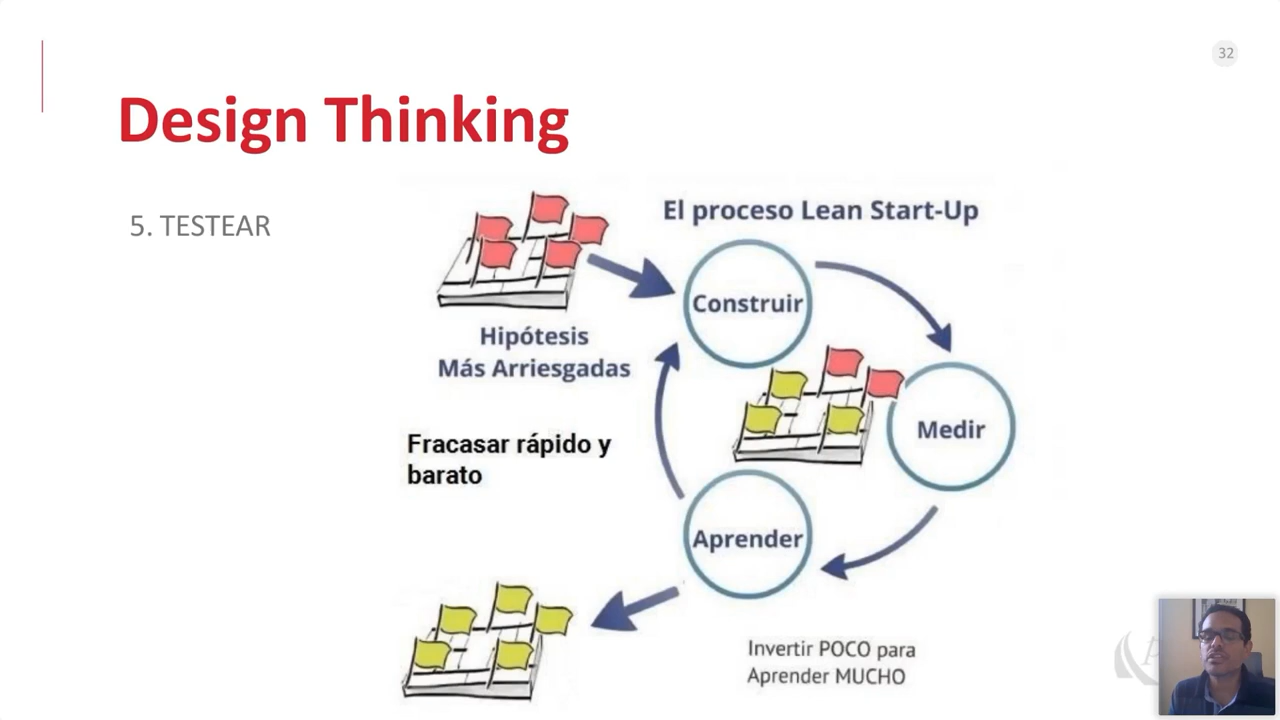 32
Design Thinking
5. TESTEAR
El proceso Lean Start-Up
Construir
Hipótesis
Más Arriesgadas
Medir
Fracasar rápido y
barato
Aprender
Invertir POCO para
Aprender MUCHO